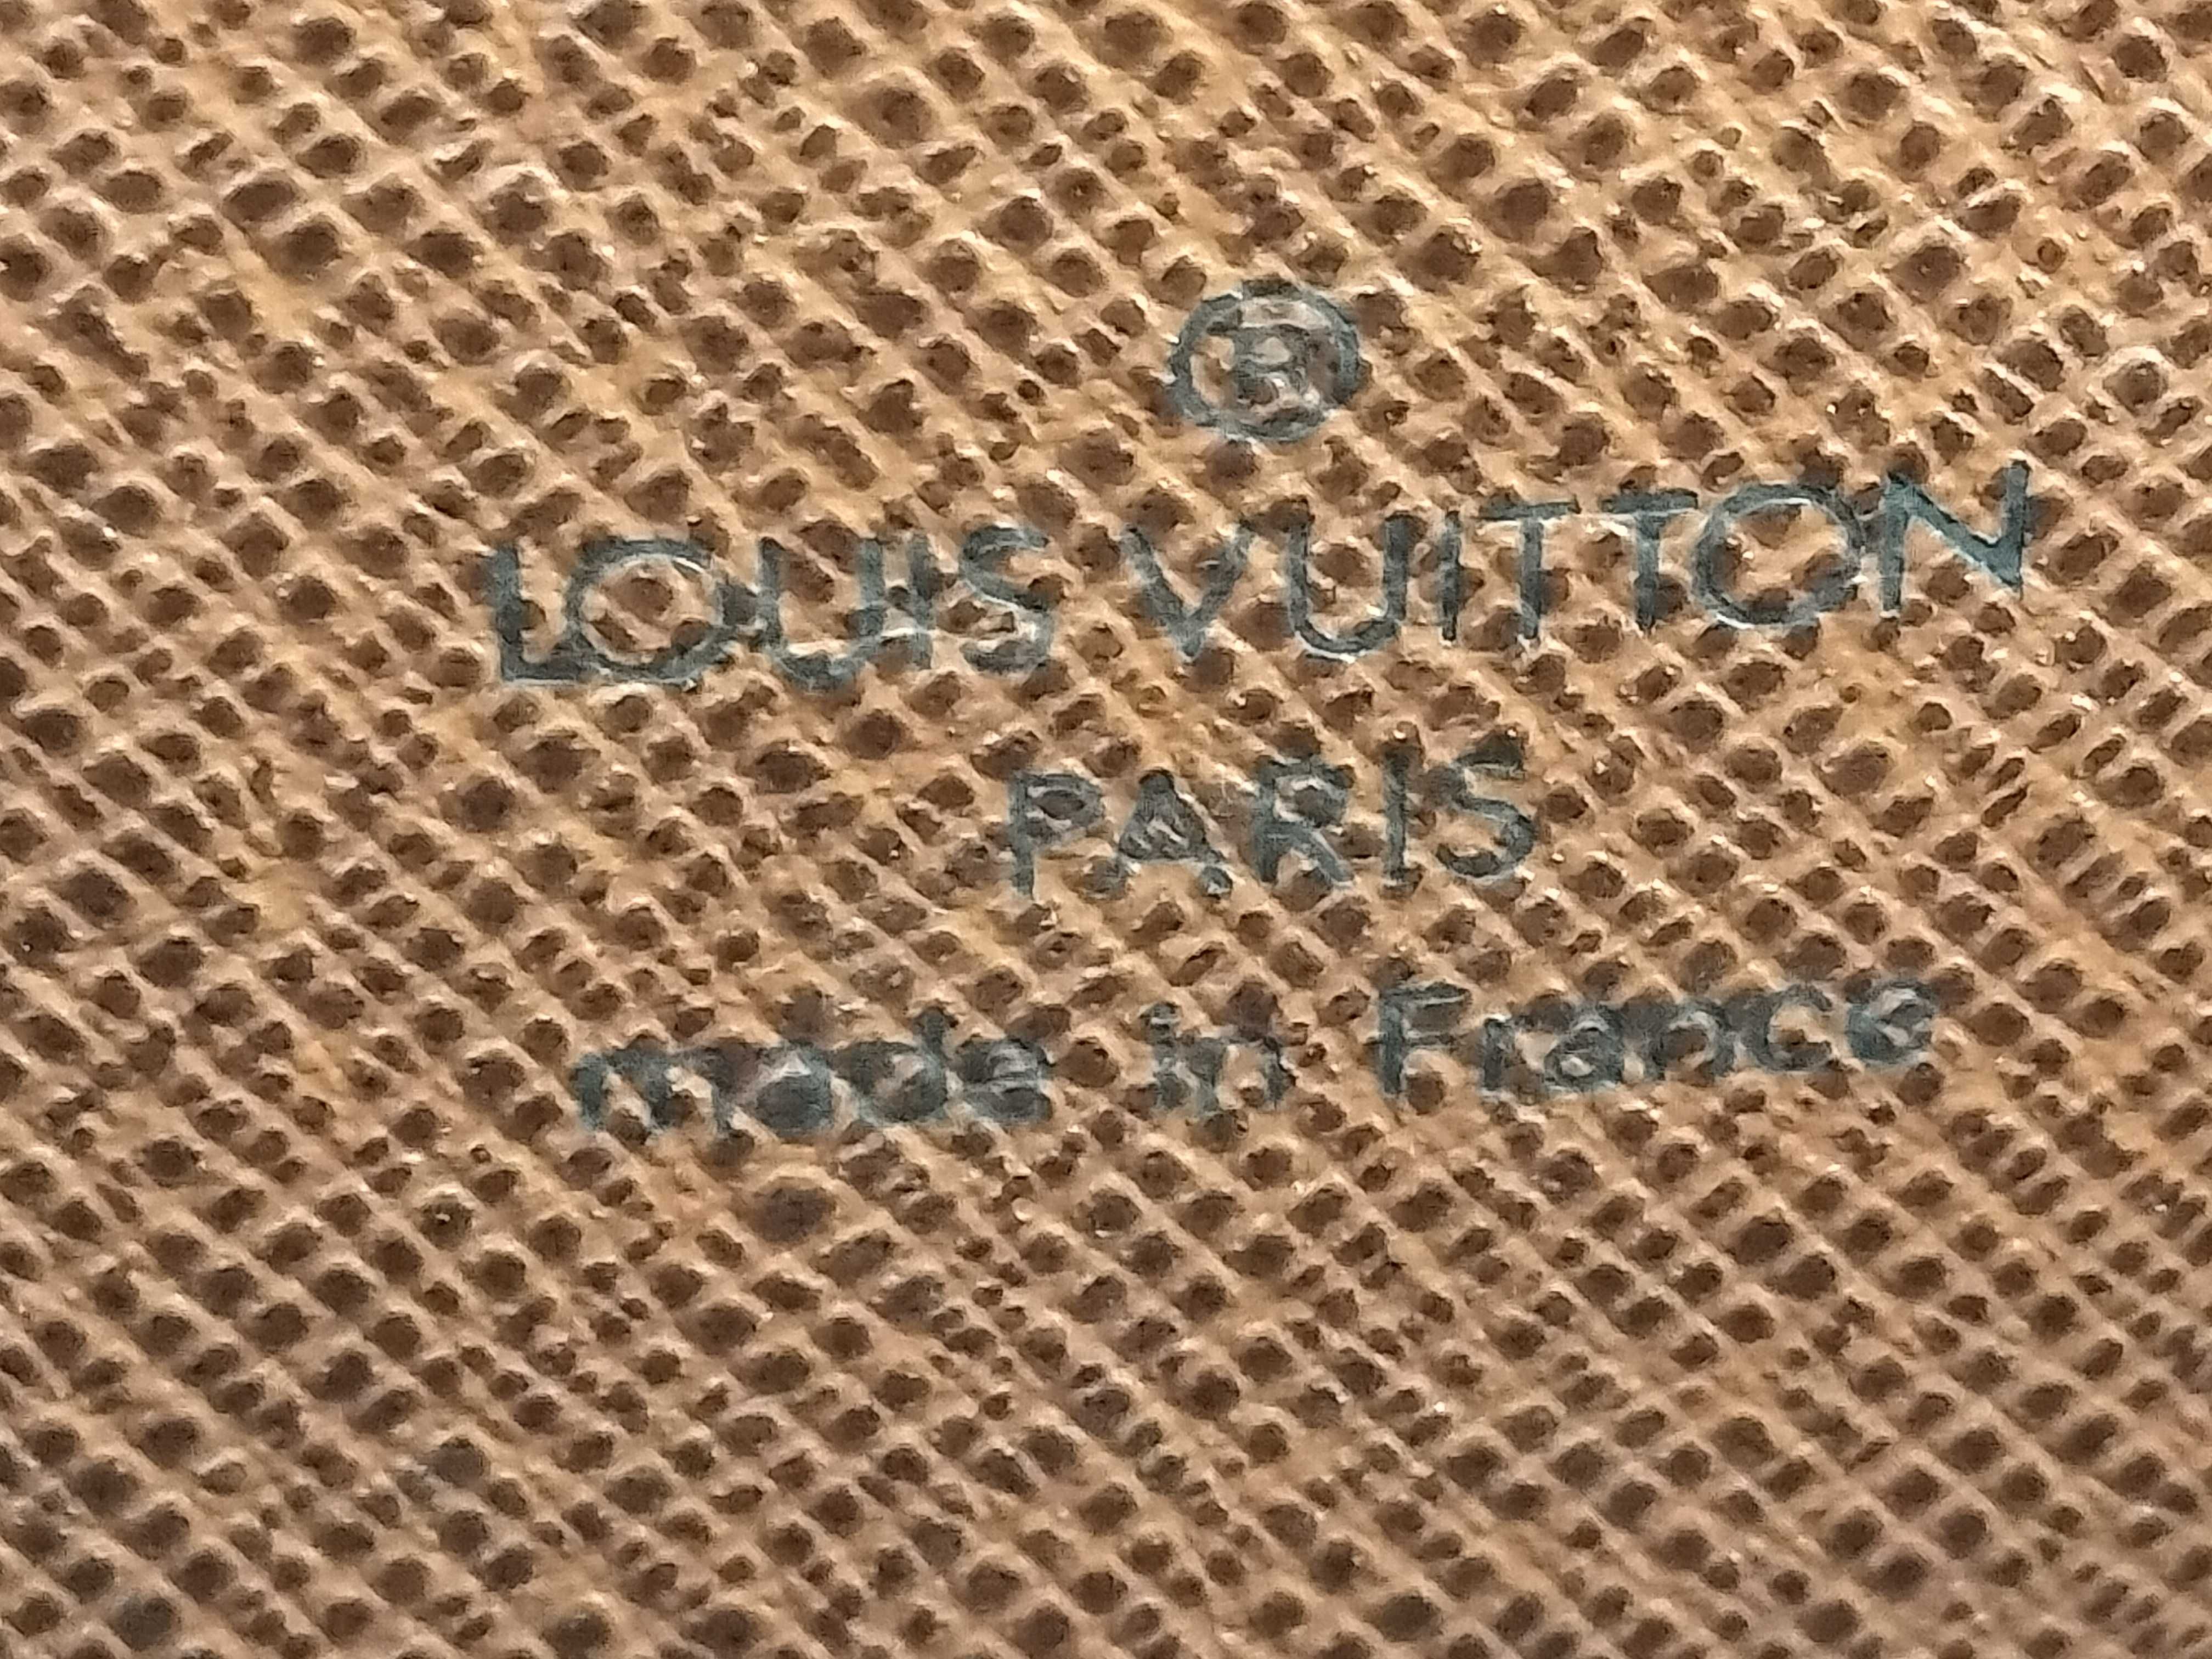 ®
LOUIS VUITTON
PARIS
made in France